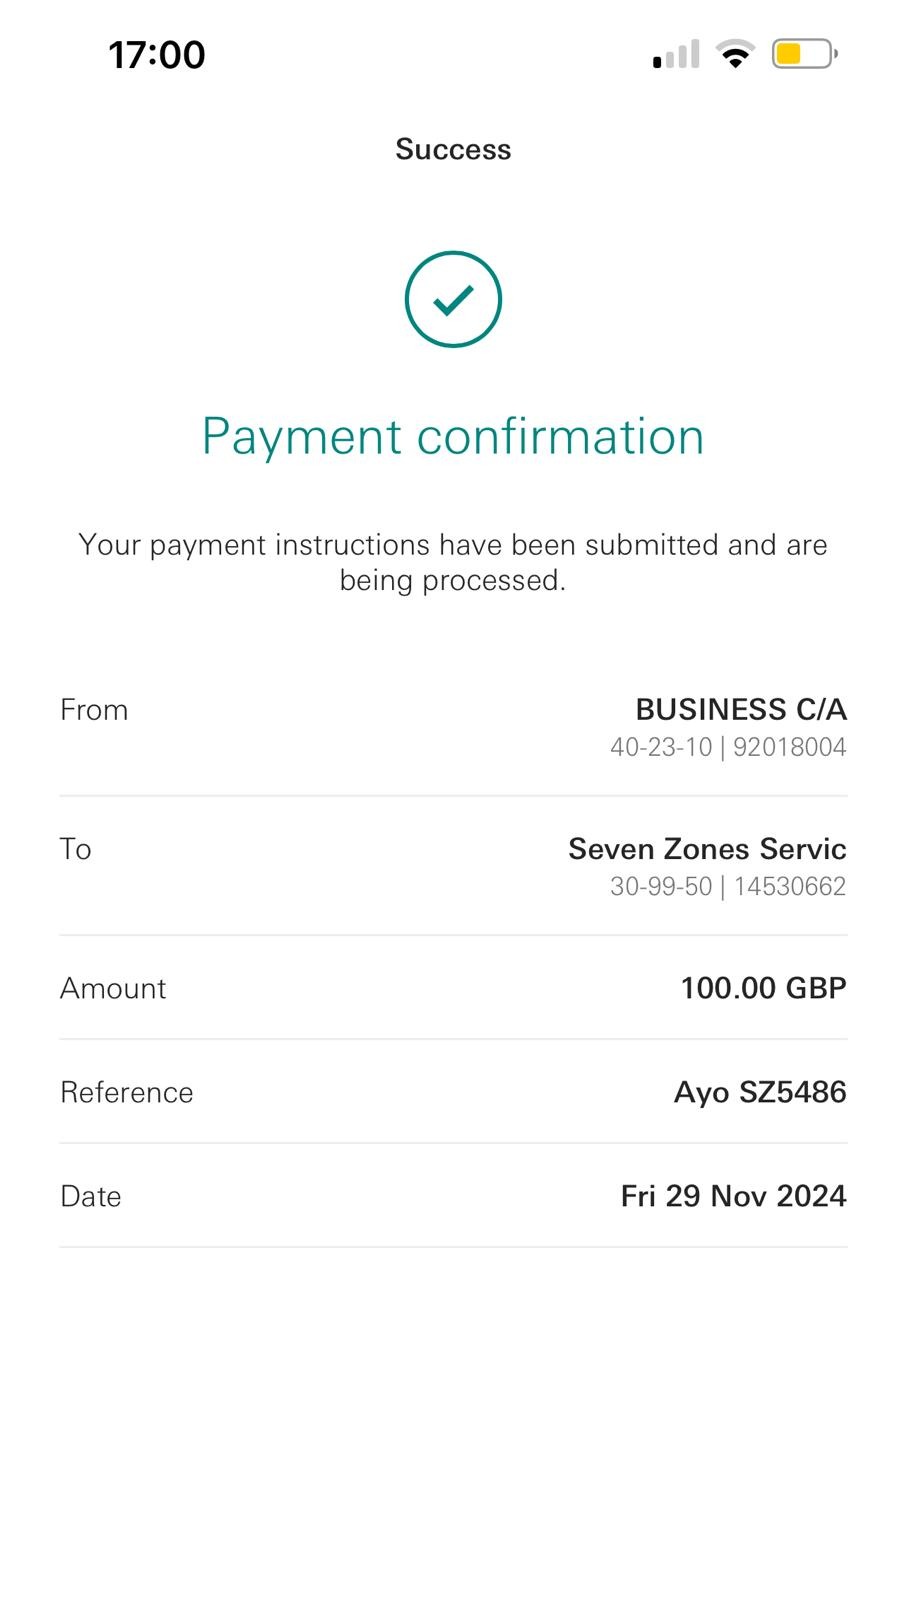 17:00
Success
Payment confirmation
Your payment instructions have been submitted and are
being processed.
From
BUSINESS C/A
40-23-10 | 92018004
To
Seven Zones Servic
30-99-50 | 14530662
Amount
100.00 GBP
Reference
Ayo SZ5486
Date
Fri 29 Nov 2024